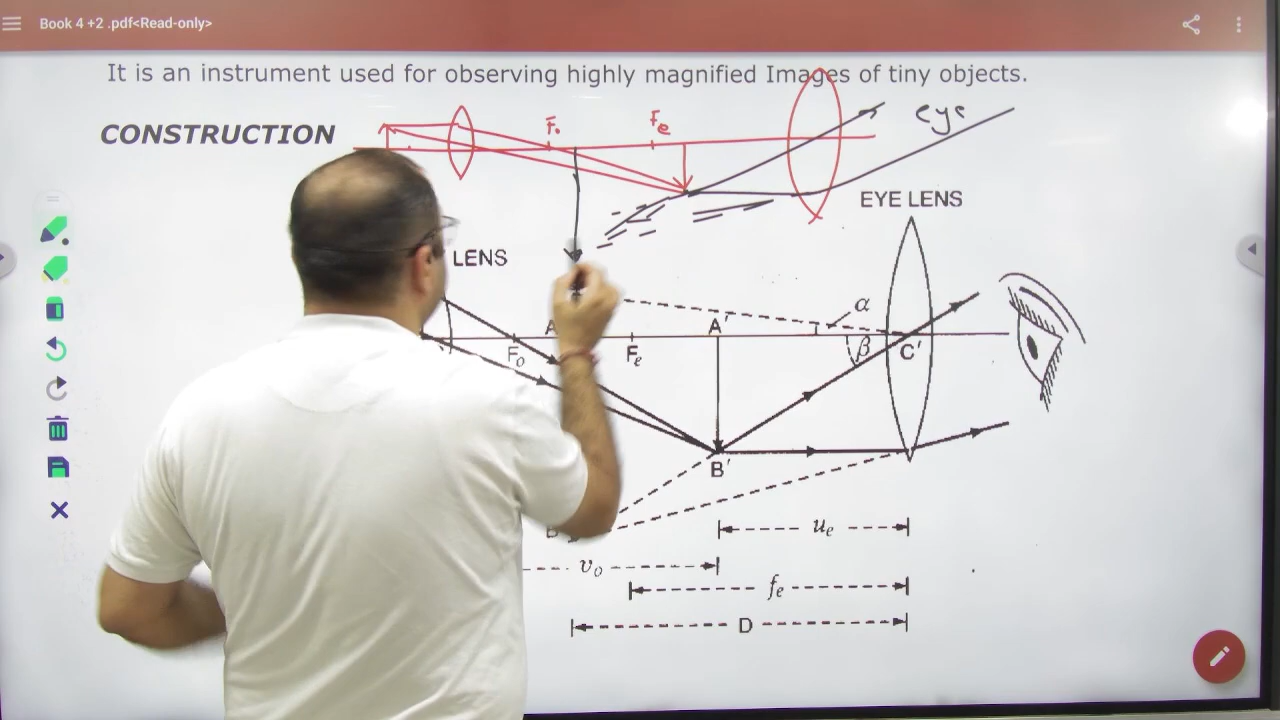 Book 4 +2 .pdf<Read-only>
It is an instrument used for observing highly magnified Images of tiny objects.
CONSTRUCTION
Fo
Fe
eye
EYE LENS
LENS
α
A
A'
Fo
Fe
β
C'
B'
B
ue
vo
fe
D